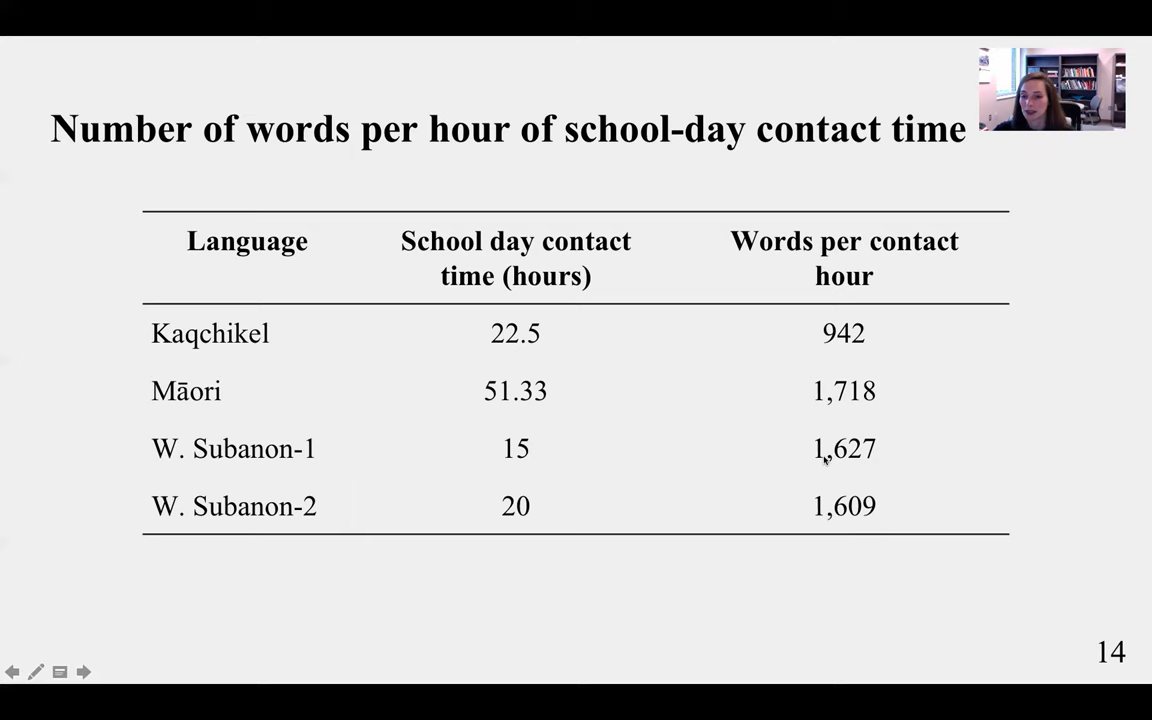 Number of words per hour of school-day contact time
Language School day contact time (hours) Words per contact hour
Kaqchikel 22.5 942
Māori 51.33 1,718
W. Subanon-1 15 1,627
W. Subanon-2 20 1,609
14